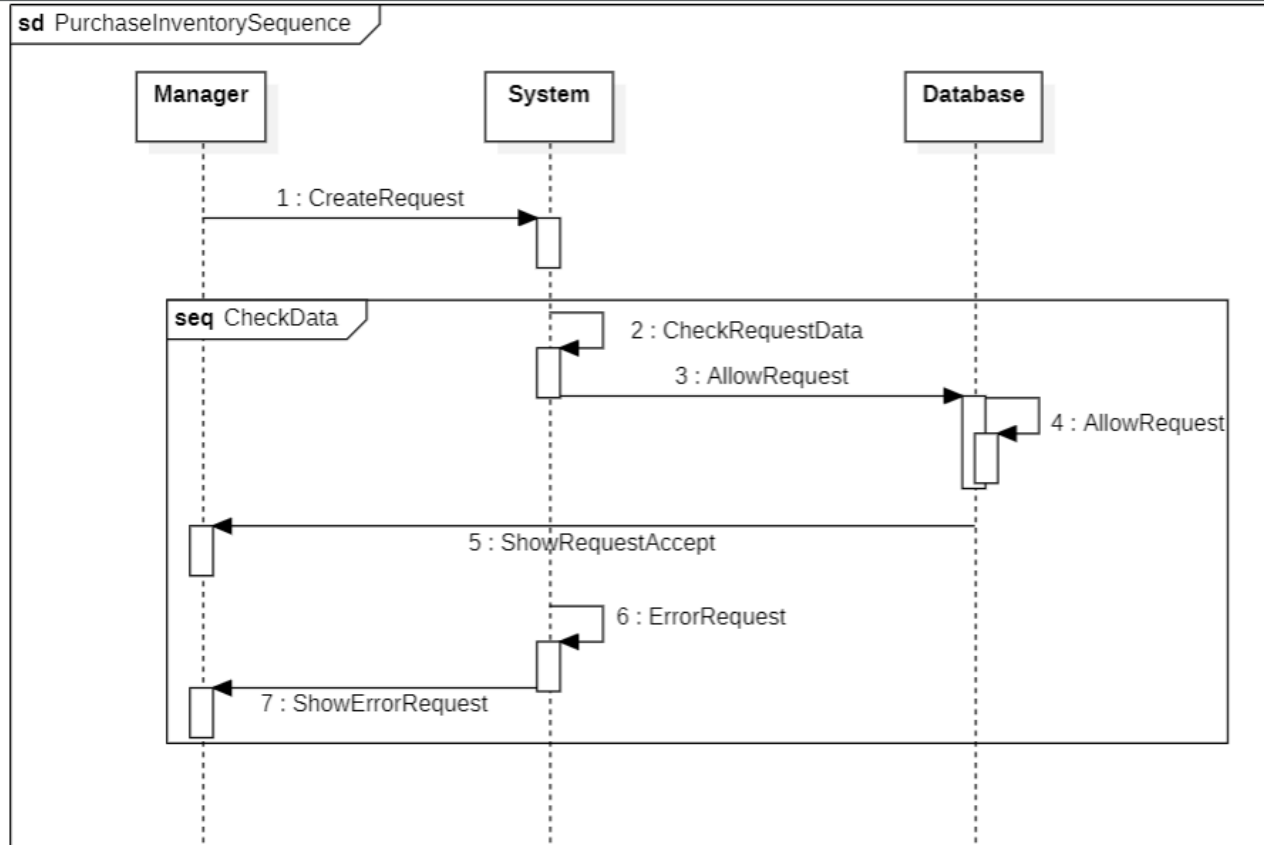 sd PurchaseInventorySequence
Manager
System
Database
1 : CreateRequest
seq CheckData
2 : CheckRequestData
3 : AllowRequest
4 : AllowRequest
5 : ShowRequestAccept
6 : ErrorRequest
7 : ShowErrorRequest